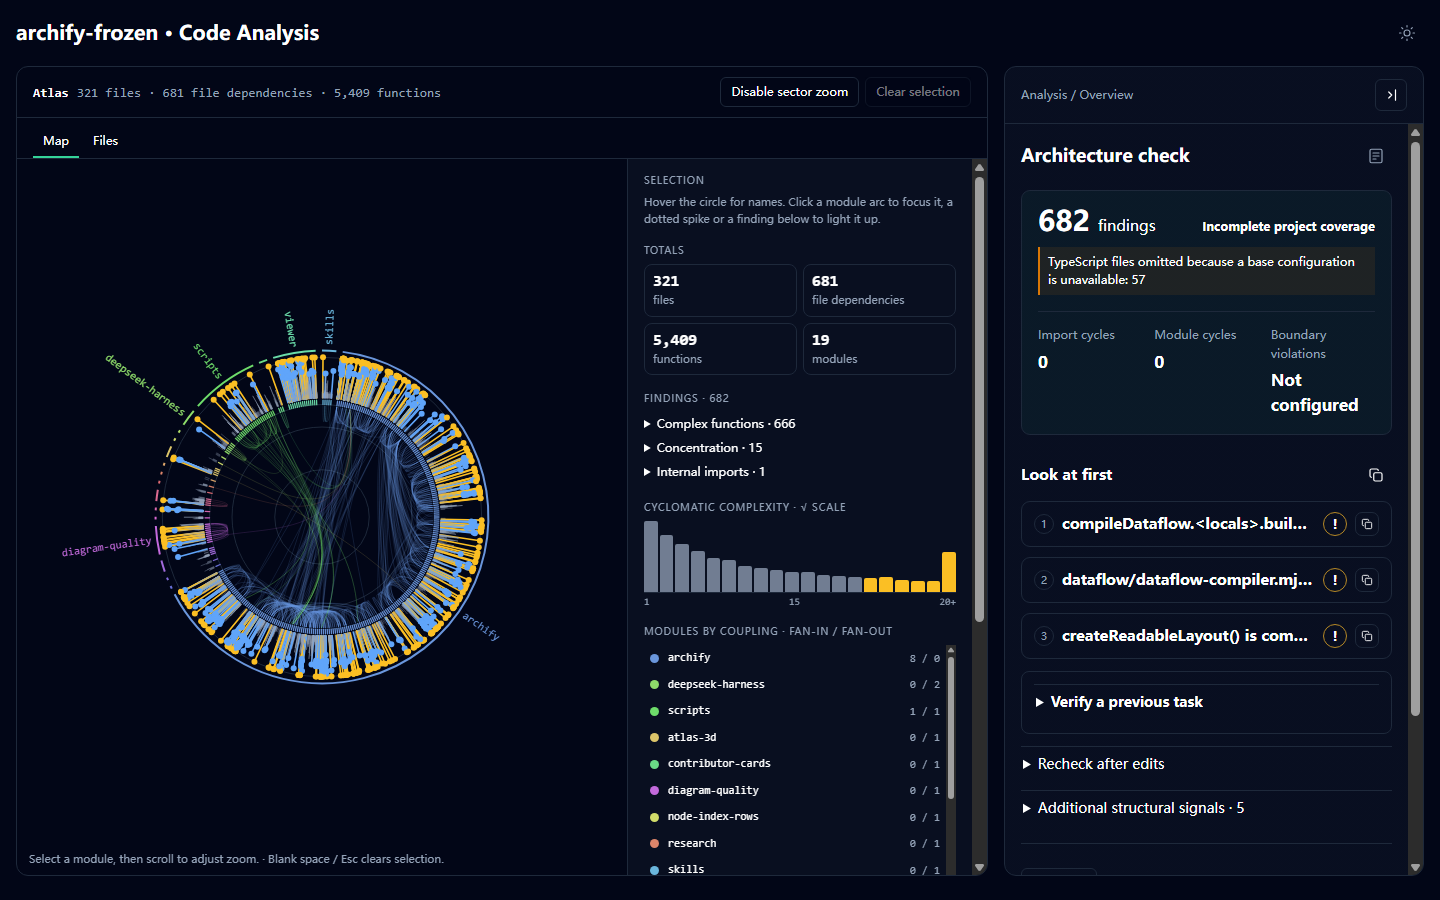 archify-frozen • Code Analysis
Atlas 321 files · 681 file dependencies · 5,409 functions
Disable sector zoom
Clear selection
Map
Files
viewer
skills
scripts
deepseek-harness
diagram-quality
archify
Select a module, then scroll to adjust zoom. · Blank space / Esc clears selection.
SELECTION
Hover the circle for names. Click a module arc to focus it, a
dotted spike or a finding below to light it up.
TOTALS
321
files
681
file dependencies
5,409
functions
19
modules
FINDINGS · 682
Complex functions · 666
Concentration · 15
Internal imports · 1
CYCLOMATIC COMPLEXITY · √ SCALE
1
15
20+
MODULES BY COUPLING · FAN-IN / FAN-OUT
archify 8 / 0
deepseek-harness 0 / 2
scripts 1 / 1
atlas-3d 0 / 1
contributor-cards 0 / 1
diagram-quality 0 / 1
node-index-rows 0 / 1
research 0 / 1
skills 0 / 1
Analysis / Overview
Architecture check
682 findings
Incomplete project coverage
TypeScript files omitted because a base configuration
is unavailable: 57
Import cycles
0
Module cycles
0
Boundary
violations
Not
configured
Look at first
1 compileDataflow.<locals>.buil... !
2 dataflow/dataflow-compiler.mj... !
3 createReadableLayout() is com... !
Verify a previous task
Recheck after edits
Additional structural signals · 5